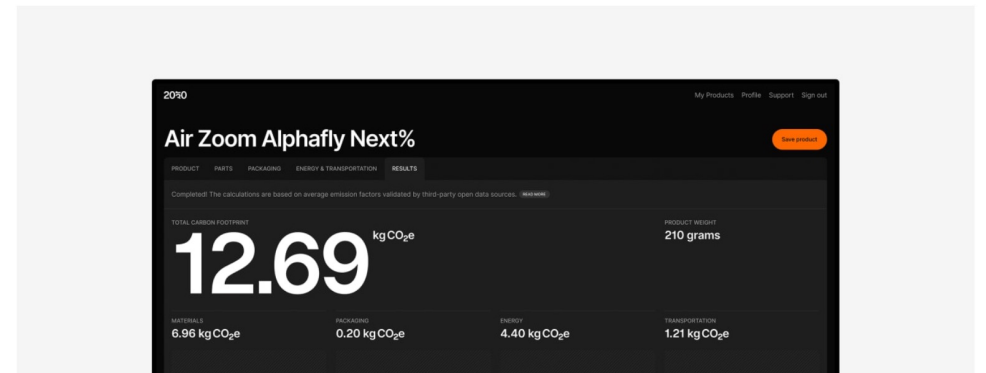 2050
My Products Profile Support Sign out
Air Zoom Alphafly Next%
Save product
PRODUCT PARTS PACKAGING ENERGY & TRANSPORTATION RESULTS
Completed! The calculations are based on average emission factors validated by third-party open data sources. READ MORE
TOTAL CARBON FOOTPRINT
12.69 kg CO₂e
PRODUCT WEIGHT
210 grams
MATERIALS PACKAGING ENERGY TRANSPORTATION
6.96 kg CO₂e 0.20 kg CO₂e 4.40 kg CO₂e 1.21 kg CO₂e